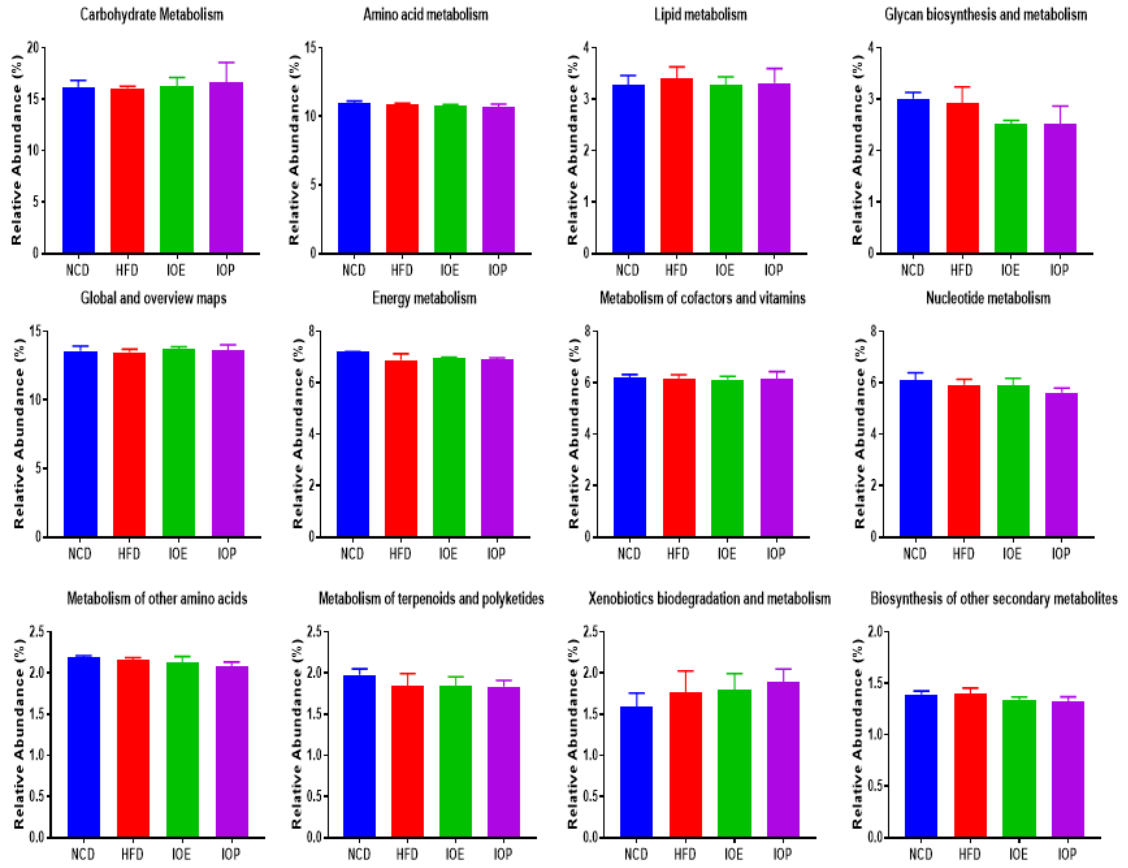 Carbohydrate Metabolism
Relative Abundance (%)
20
15
10
5
0
NCD HFD IOE IOP
Amino acid metabolism
Relative Abundance (%)
15
10
5
0
NCD HFD IOE IOP
Lipid metabolism
Relative Abundance (%)
4
3
2
1
0
NCD HFD IOE IOP
Glycan biosynthesis and metabolism
Relative Abundance (%)
4
3
2
1
0
NCD HFD IOE IOP
Global and overview maps
Relative Abundance (%)
15
10
5
0
NCD HFD IOE IOP
Energy metabolism
Relative Abundance (%)
8
6
4
2
0
NCD HFD IOE IOP
Metabolism of cofactors and vitamins
Relative Abundance (%)
8
6
4
2
0
NCD HFD IOE IOP
Nucleotide metabolism
Relative Abundance (%)
8
6
4
2
0
NCD HFD IOE IOP
Metabolism of other amino acids
Relative Abundance (%)
2.5
2.0
1.5
1.0
0.5
0.0
NCD HFD IOE IOP
Metabolism of terpenoids and polyketides
Relative Abundance (%)
2.5
2.0
1.5
1.0
0.5
0.0
NCD HFD IOE IOP
Xenobiotics biodegradation and metabolism
Relative Abundance (%)
2.5
2.0
1.5
1.0
0.5
0.0
NCD HFD IOE IOP
Biosynthesis of other secondary metabolites
Relative Abundance (%)
2.0
1.5
1.0
0.5
0.0
NCD HFD IOE IOP